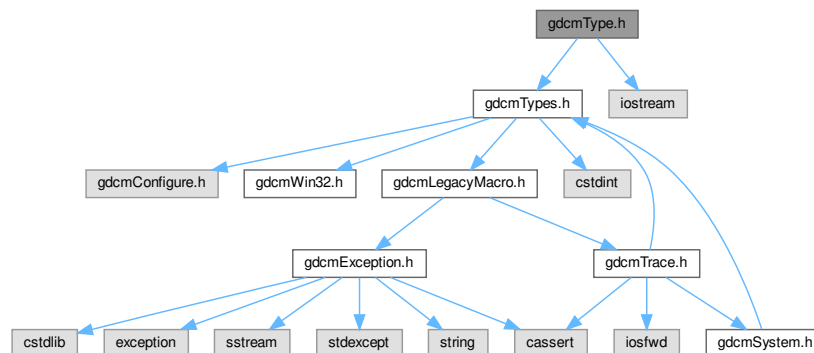 gdcmType.h
gdcmTypes.h
iostream
gdcmConfigure.h
gdcmWin32.h
gdcmLegacyMacro.h
cstdint
gdcmException.h
gdcmTrace.h
cstdlib
exception
sstream
stdexcept
string
cassert
iosfwd
gdcmSystem.h